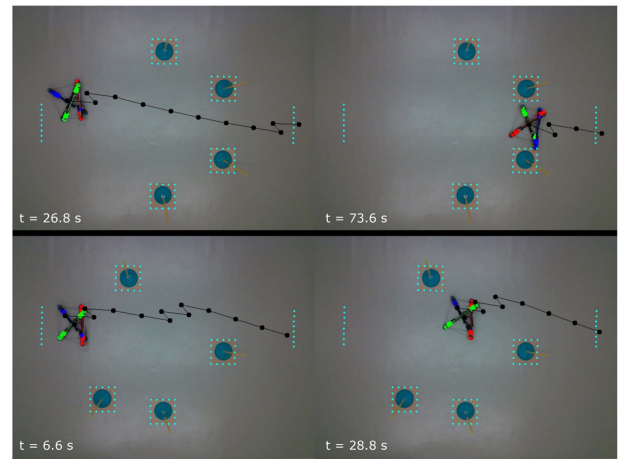 t = 26.8 s
t = 73.6 s
t = 6.6 s
t = 28.8 s